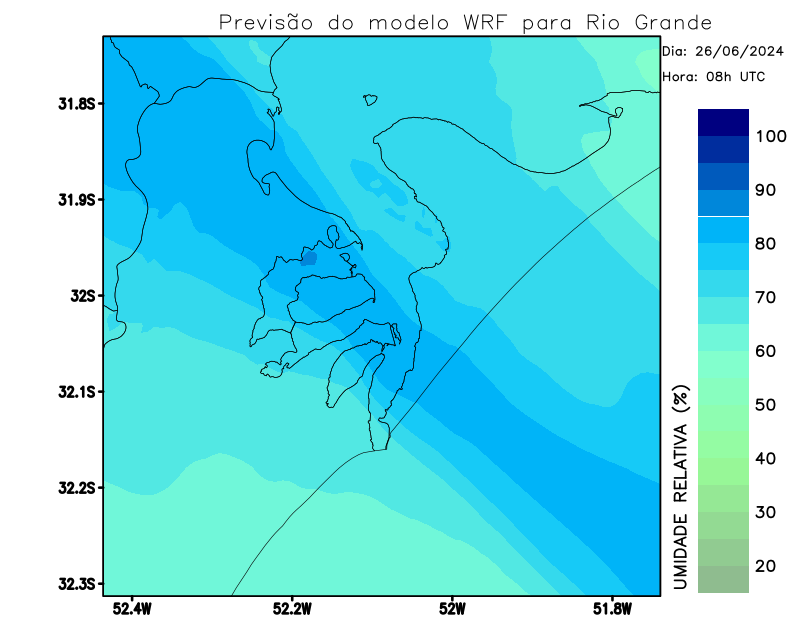 Previsão do modelo WRF para Rio Grande
Dia: 26/06/2024
Hora: 08h UTC
31.8S
31.9S
32S
32.1S
32.2S
32.3S
52.4W
52.2W
52W
51.8W
100
90
80
70
60
50
40
30
20
UMIDADE RELATIVA (%)